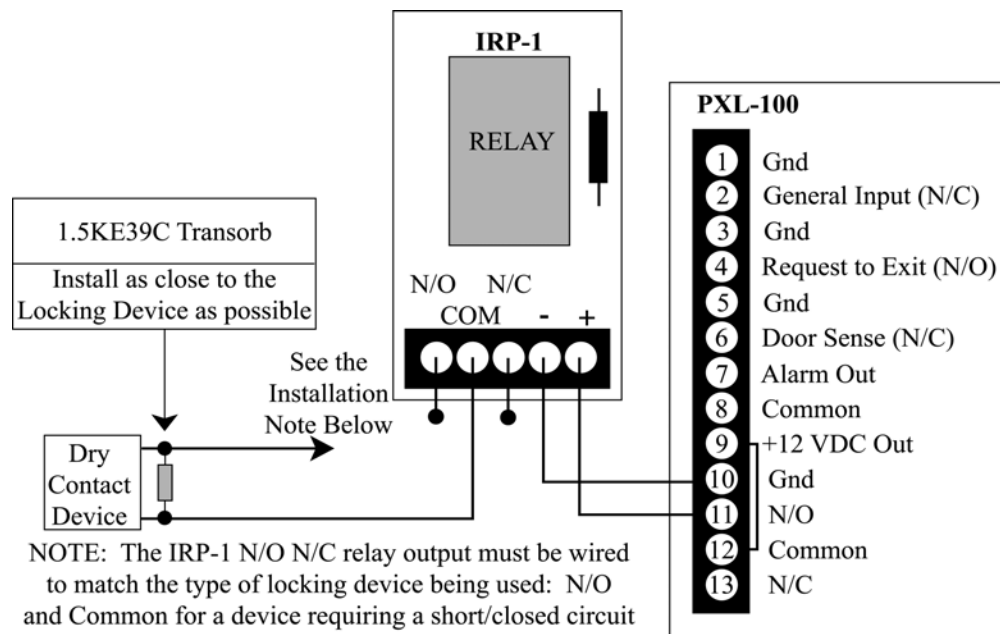 IRP-1
RELAY
N/O N/C
COM - +
PXL-100
1 Gnd
2 General Input (N/C)
3 Gnd
4 Request to Exit (N/O)
5 Gnd
6 Door Sense (N/C)
7 Alarm Out
8 Common
9 +12 VDC Out
10 Gnd
11 N/O
12 Common
13 N/C
1.5KE39C Transorb
Install as close to the
Locking Device as possible
See the
Installation
Note Below
Dry
Contact
Device
NOTE: The IRP-1 N/O N/C relay output must be wired
to match the type of locking device being used: N/O
and Common for a device requiring a short/closed circuit